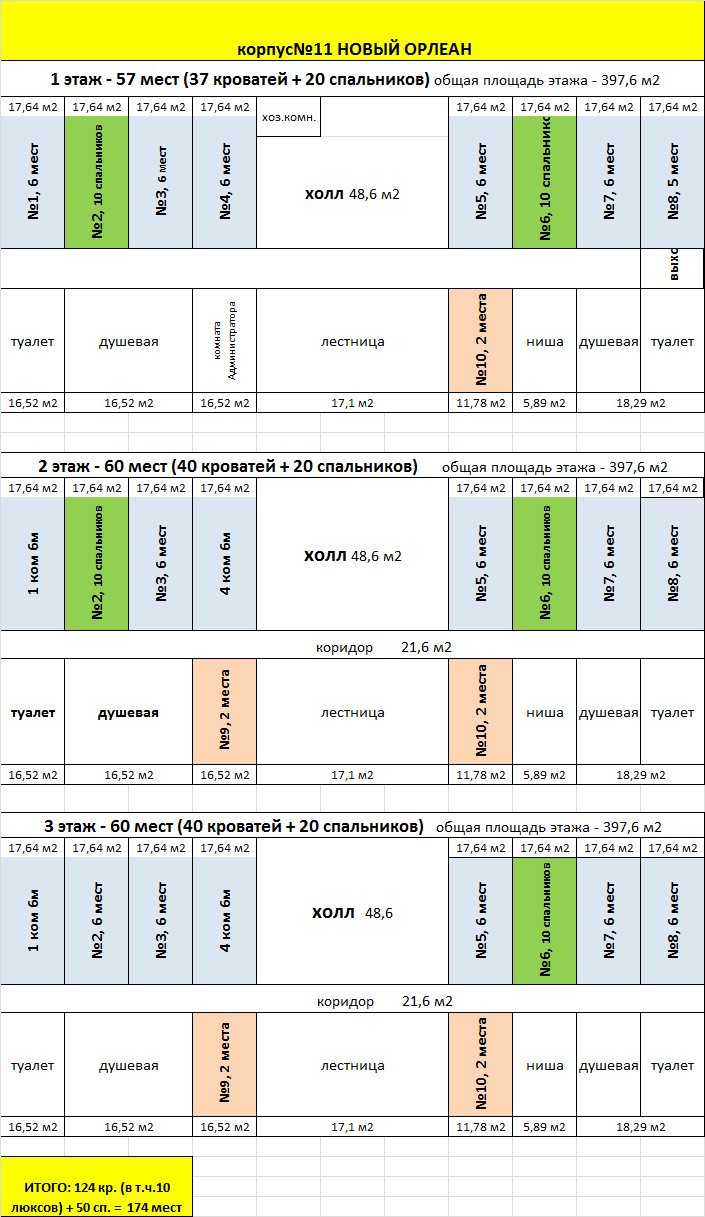 корпус№11 НОВЫЙ ОРЛЕАН
1 этаж - 57 мест (37 кроватей + 20 спальников) общая площадь этажа - 397,6 м2
17,64 м2 17,64 м2 17,64 м2 17,64 м2 хоз.комн. 17,64 м2 17,64 м2 17,64 м2 17,64 м2
№1, 6 мест №2, 10 спальников №3, 6 мест №4, 6 мест холл 48,6 м2 №5, 6 мест №6, 10 спальников №7, 6 мест №8, 5 мест
выхо
туалет душевая комната Администратора лестница №10, 2 места ниша душевая туалет
16,52 м2 16,52 м2 16,52 м2 17,1 м2 11,78 м2 5,89 м2 18,29 м2
2 этаж - 60 мест (40 кроватей + 20 спальников) общая площадь этажа - 397,6 м2
17,64 м2 17,64 м2 17,64 м2 17,64 м2 17,64 м2 17,64 м2 17,64 м2 17,64 м2
1 ком 6м №2, 10 спальников №3, 6 мест 4 ком 6м ХОЛЛ 48,6 м2 №5, 6 мест №6, 10 спальников №7, 6 мест №8, 6 мест
коридор 21,6 м2
туалет душевая №9, 2 места лестница №10, 2 места ниша душевая туалет
16,52 м2 16,52 м2 16,52 м2 17,1 м2 11,78 м2 5,89 м2 18,29 м2
3 этаж - 60 мест (40 кроватей + 20 спальников) общая площадь этажа - 397,6 м2
17,64 м2 17,64 м2 17,64 м2 17,64 м2 17,64 м2 17,64 м2 17,64 м2 17,64 м2
1 ком 6м №2, 6 мест №3, 6 мест 4 ком 6м ХОЛЛ 48,6 №5, 6 мест №6, 10 спальников №7, 6 мест №8, 6 мест
коридор 21,6 м2
туалет душевая №9, 2 места лестница №10, 2 места ниша душевая туалет
16,52 м2 16,52 м2 16,52 м2 17,1 м2 11,78 м2 5,89 м2 18,29 м2
ИТОГО: 124 кр. (в т.ч.10
люксов) + 50 сп. = 174 мест